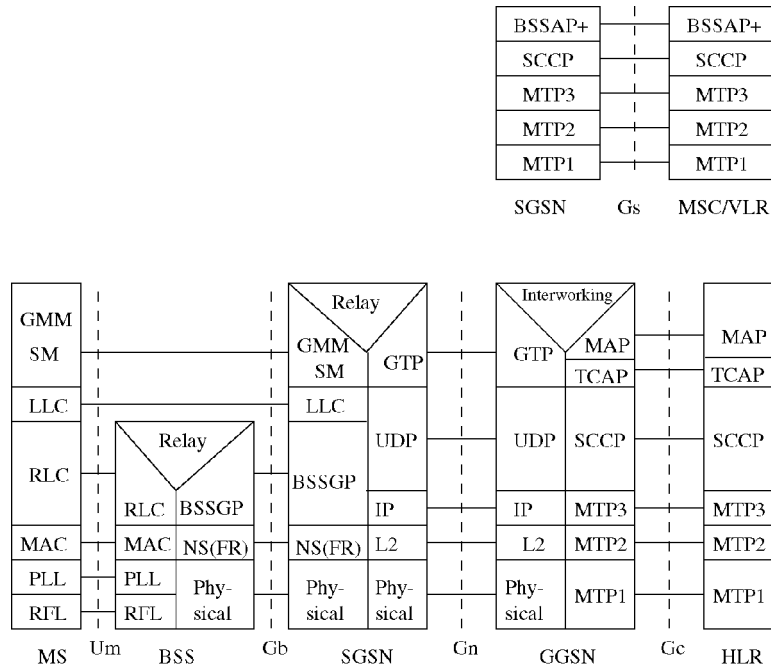 BSSAP+ BSSAP+
SCCP SCCP
MTP3 MTP3
MTP2 MTP2
MTP1 MTP1
SGSN Gs MSC/VLR
Relay Interworking
GMM
SM
GMM
SM
GTP GTP MAP MAP
TCAP TCAP
LLC LLC
Relay
UDP UDP SCCP SCCP
RLC BSSGP
RLC BSSGP IP IP MTP3 MTP3
MAC MAC NS(FR) NS(FR) L2 L2 MTP2 MTP2
PLL PLL
RFL RFL
Phy-
sical
Phy-
sical
Phy-
sical
Phy-
sical
MTP1 MTP1
MS Um BSS Gb SGSN Gn GGSN Gc HLR